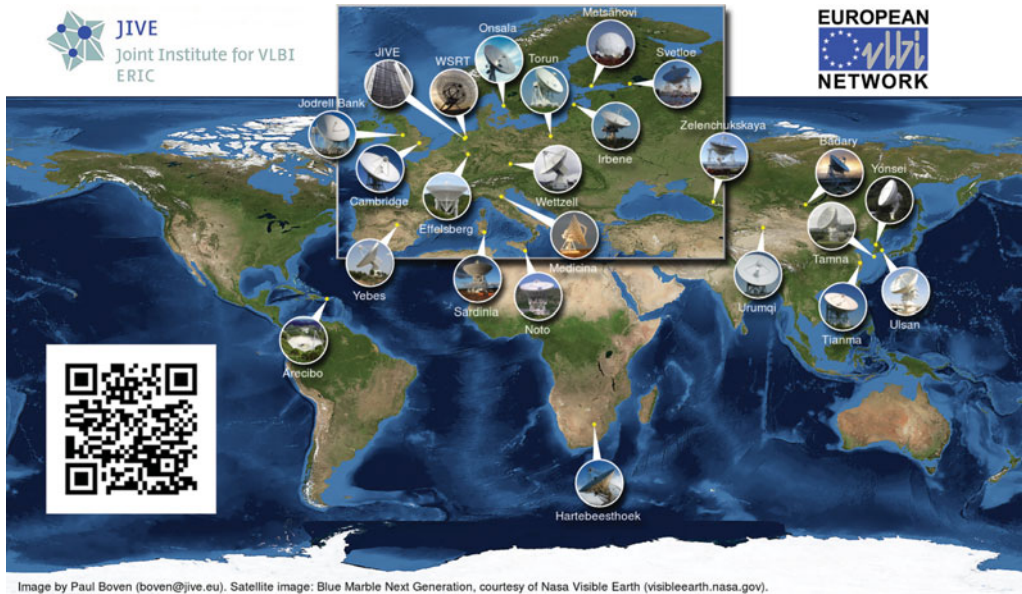 JIVE
Joint Institute for VLBI
ERIC
EUROPEAN
vlbi
NETWORK
Metsähovi
Onsala
Svetloe
JIVE
WSRT
Torun
Jodrell Bank
Zelenchukskaya
Badary
Yonsei
Irbene
Cambridge
Wettzell
Effelsberg
Tamna
Medicina
Yebes
Sardinia
Noto
Urumqi
Ulsan
Tianma
Arecibo
Hartebeesthoek
Image by Paul Boven (boven@jive.eu). Satellite image: Blue Marble Next Generation, courtesy of Nasa Visible Earth (visibleearth.nasa.gov).